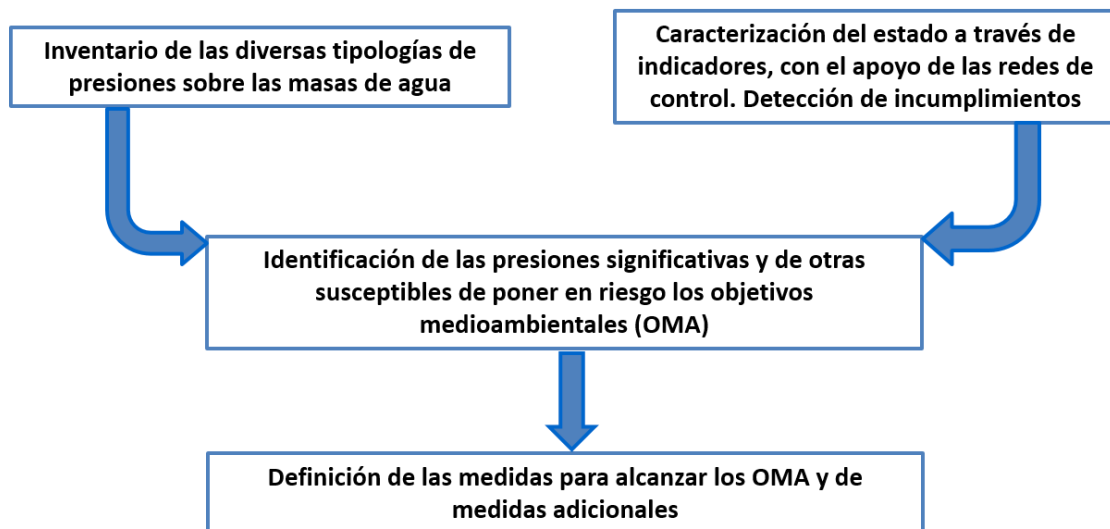 Inventario de las diversas tipologías de
presiones sobre las masas de agua
Caracterización del estado a través de
indicadores, con el apoyo de las redes de
control. Detección de incumplimientos
Identificación de las presiones significativas y de otras
susceptibles de poner en riesgo los objetivos
medioambientales (OMA)
Definición de las medidas para alcanzar los OMA y de
medidas adicionales